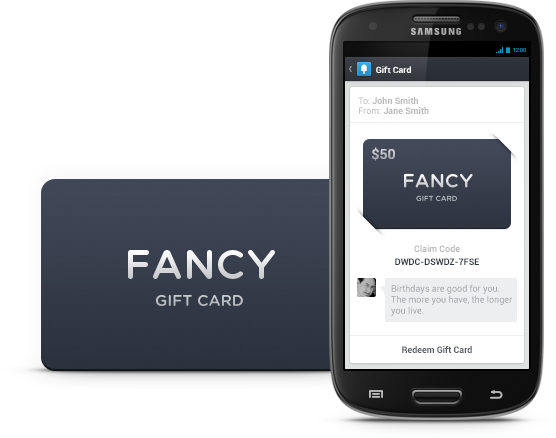 FANCY
GIFT CARD
SAMSUNG
12:00
Gift Card
To: John Smith
From: Jane Smith
$50
FANCY
GIFT CARD
Claim Code
DWDC-DSWDZ-7FSE
Birthdays are good for you.
The more you have, the longer
you live.
Redeem Gift Card